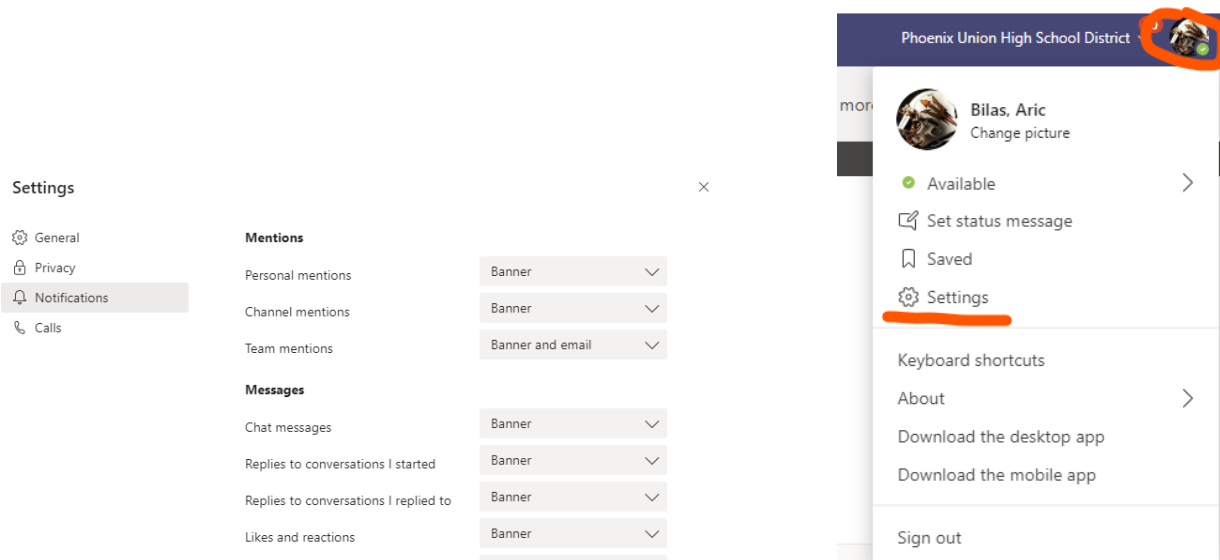 Settings
General
Privacy
Notifications
Calls
Mentions
Personal mentions Banner
Channel mentions Banner
Team mentions Banner and email
Messages
Chat messages Banner
Replies to conversations I started Banner
Replies to conversations I replied to Banner
Likes and reactions Banner
Phoenix Union High School District
Bilas, Aric
Change picture
Available
Set status message
Saved
Settings
Keyboard shortcuts
About
Download the desktop app
Download the mobile app
Sign out